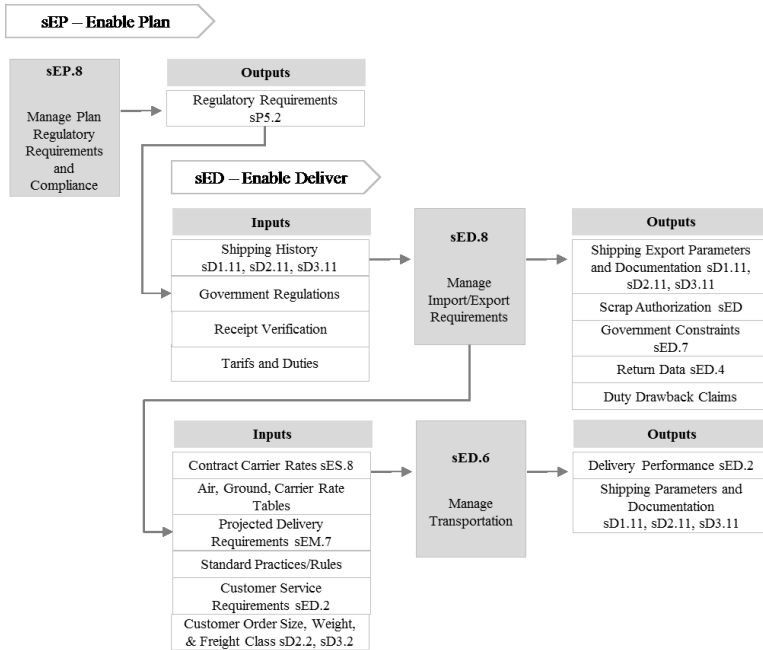 sEP – Enable Plan
sEP.8
Manage Plan
Regulatory
Requirements
and
Compliance
Outputs
Regulatory Requirements
sP5.2
sED – Enable Deliver
Inputs
Shipping History
sD1.11, sD2.11, sD3.11
Government Regulations
Receipt Verification
Tarifs and Duties
sED.8
Manage
Import/Export
Requirements
Outputs
Shipping Export Parameters
and Documentation sD1.11,
sD2.11, sD3.11
Scrap Authorization sED
Government Constraints
sED.7
Return Data sED.4
Duty Drawback Claims
Inputs
Contract Carrier Rates sES.8
Air, Ground, Carrier Rate
Tables
Projected Delivery
Requirements sEM.7
Standard Practices/Rules
Customer Service
Requirements sED.2
Customer Order Size, Weight,
& Freight Class sD2.2, sD3.2
sED.6
Manage
Transportation
Outputs
Delivery Performance sED.2
Shipping Parameters and
Documentation
sD1.11, sD2.11, sD3.11